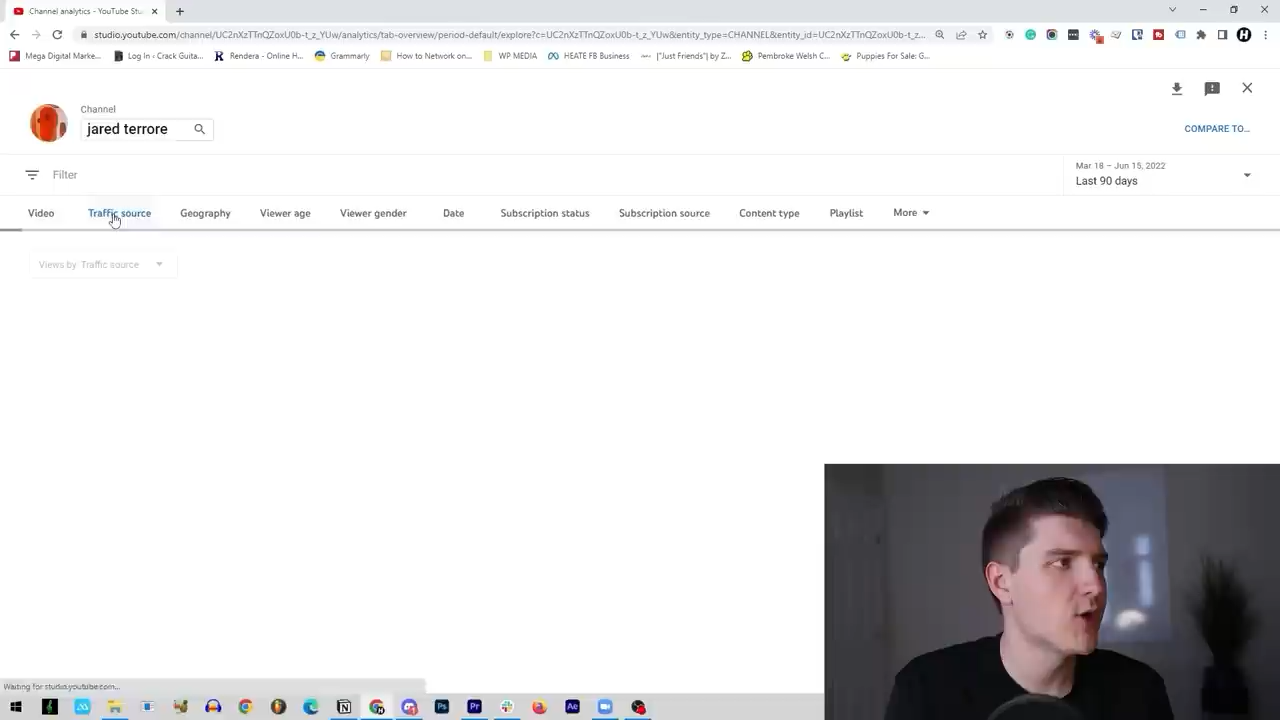 Channel analytics - YouTube Stu
studio.youtube.com/channel/UC2nXzTTnQZoxU0b-t_z_YUw/analytics/tab-overview/period-default/explore?c=UC2nXzTTnQZoxU0b-t_z_YUw&entity_type=CHANNEL&entity_id=UC2nXzTTnQZoxU0b-t_z...
Mega Digital Marke... Log In ‹ Crack Guita... Rendera - Online H... Grammarly How to Network on... WP MEDIA HEATE FB Business ["Just Friends"] by Z... Pembroke Welsh C... Puppies For Sale: G...
Channel
jared terrore
COMPARE TO...
Filter
Mar 18 – Jun 15, 2022
Last 90 days
Video Traffic source Geography Viewer age Viewer gender Date Subscription status Subscription source Content type Playlist More
Views by Traffic source
Waiting for studio.youtube.com...